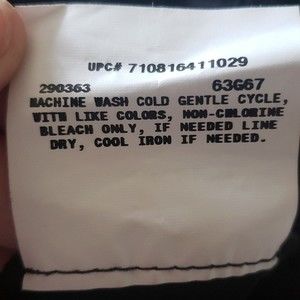 UPC# 710816411029
290363 63G67
MACHINE WASH COLD GENTLE CYCLE,
WITH LIKE COLORS, NON-CHLORINE
BLEACH ONLY, IF NEEDED LINE
DRY, COOL IRON IF NEEDED.